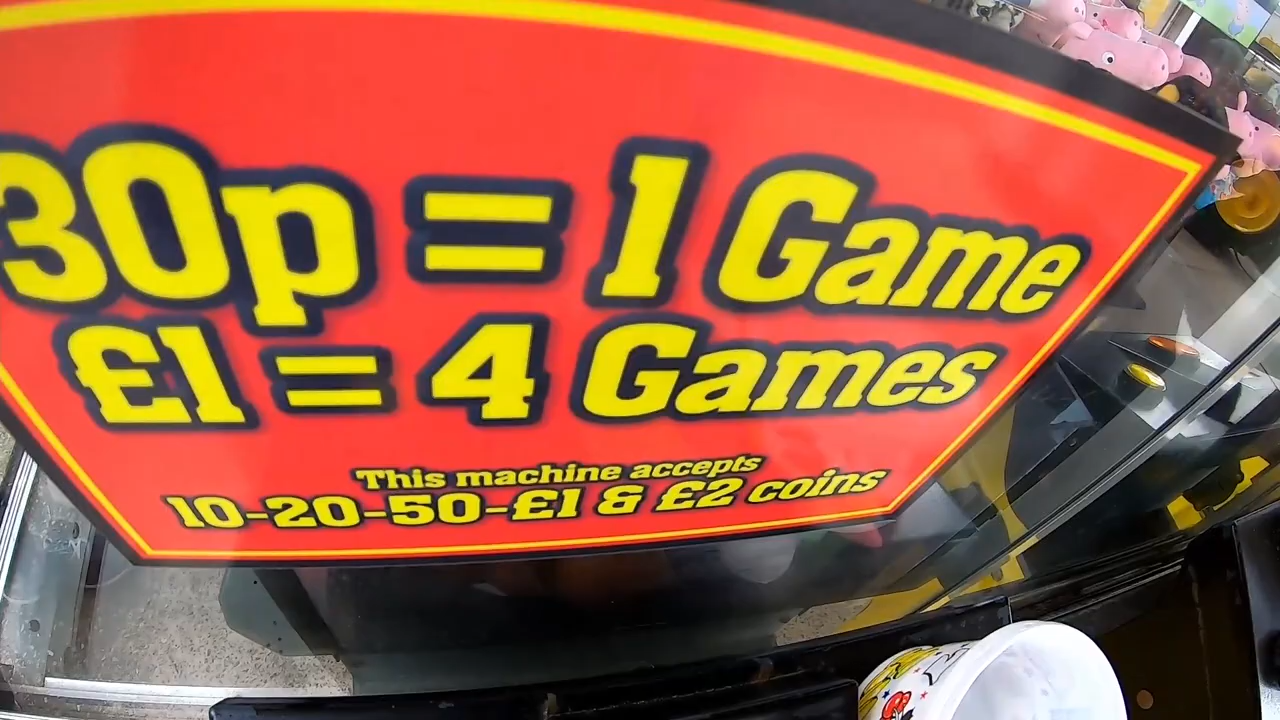 30p = 1 Game
£1 = 4 Games
This machine accepts
10-20-50-£1 & £2 coins